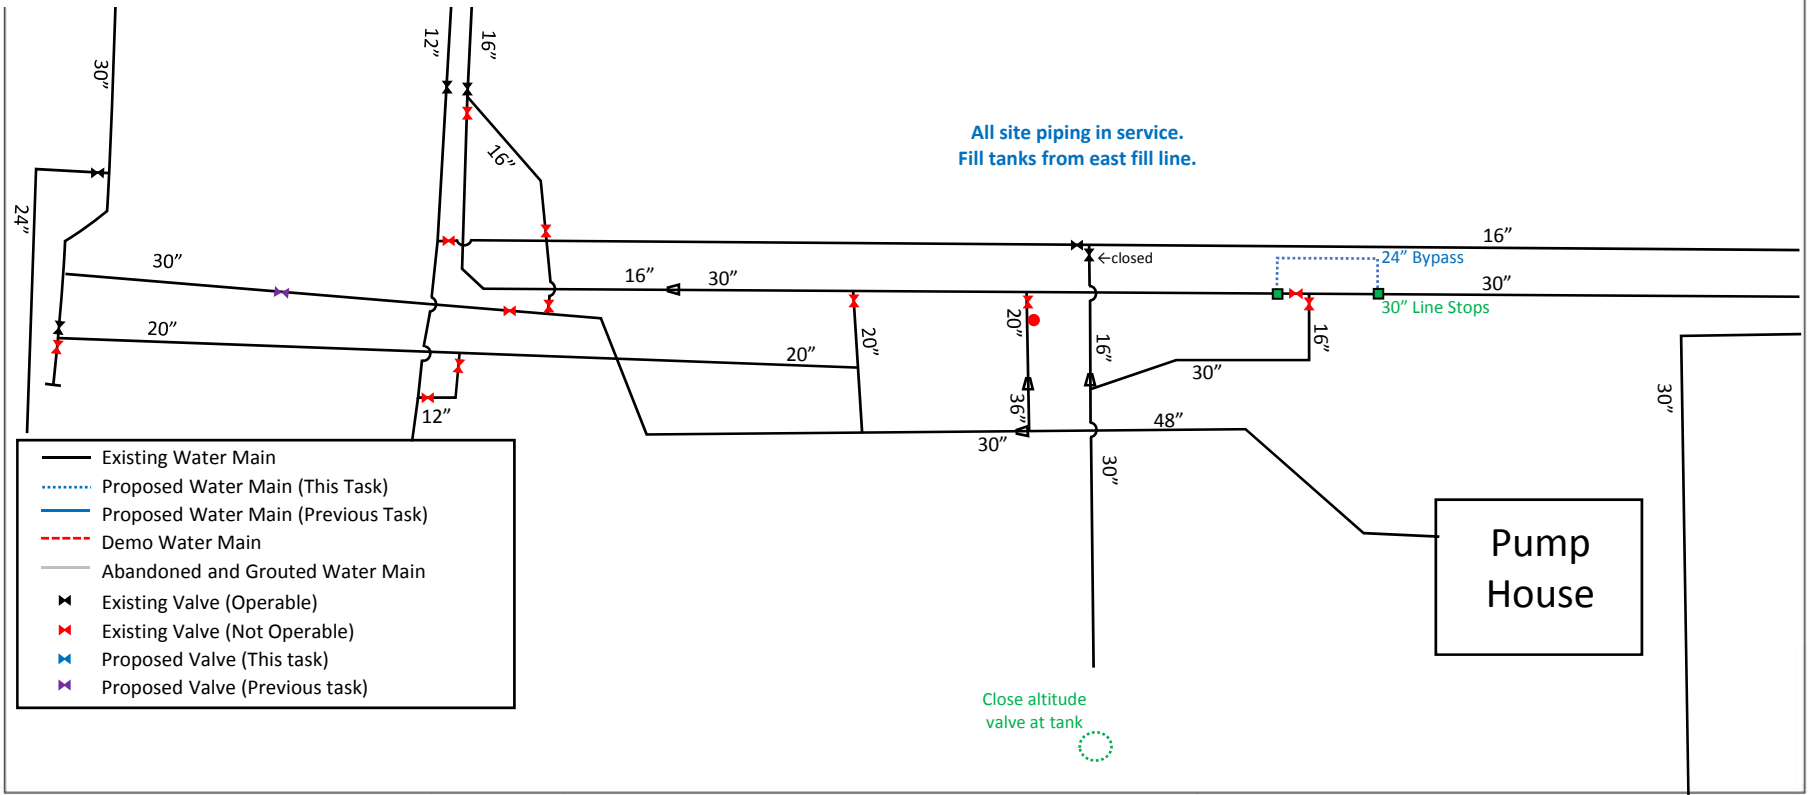 12”
16”
30”
16”
All site piping in service.
Fill tanks from east fill line.
24”
16”
←closed
24” Bypass
30”
16”
30”
30”
30” Line Stops
20”
20”
20”
20”
16”
16”
30”
30”
36”
12”
48”
30”
30”
Existing Water Main
Proposed Water Main (This Task)
Proposed Water Main (Previous Task)
Demo Water Main
Abandoned and Grouted Water Main
Existing Valve (Operable)
Existing Valve (Not Operable)
Proposed Valve (This task)
Proposed Valve (Previous task)
Pump
House
Close altitude
valve at tank